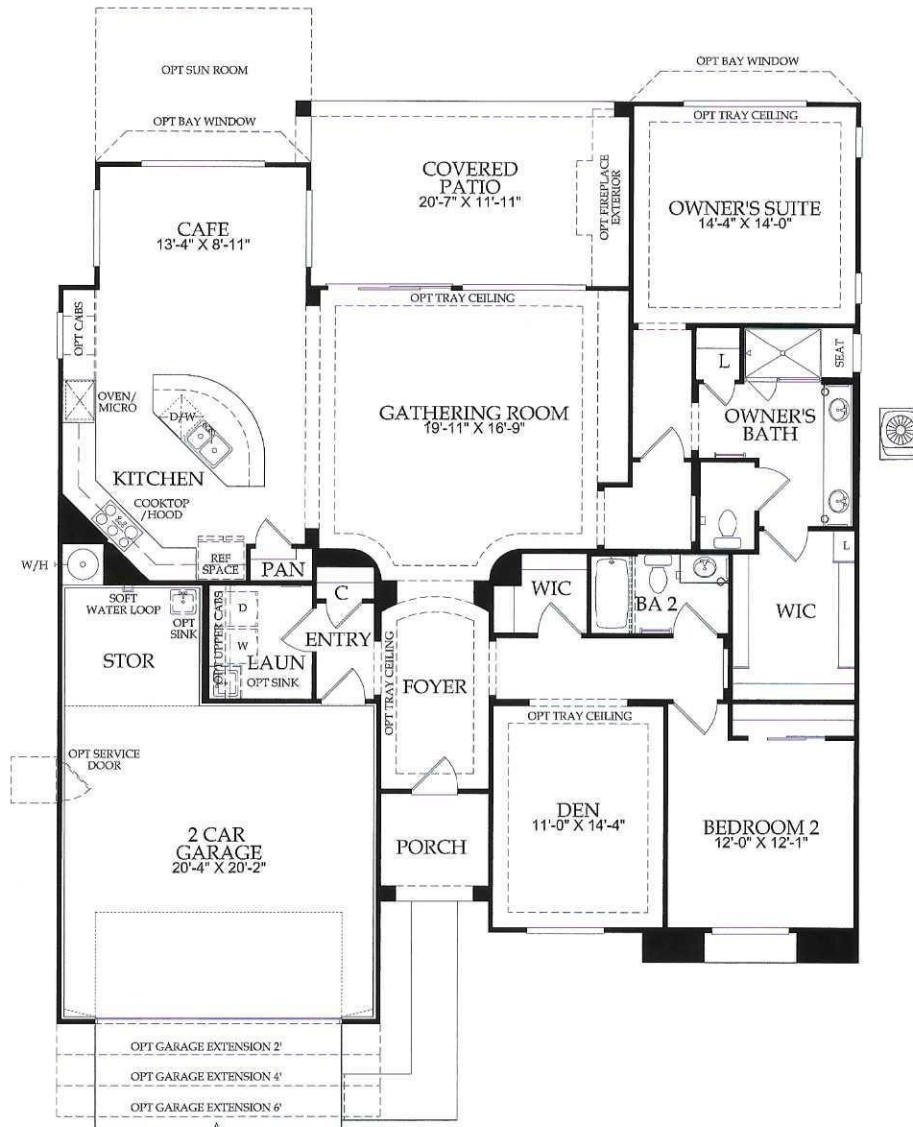 OPT SUN ROOM
OPT BAY WINDOW
OPT BAY WINDOW
OPT TRAY CEILING
COVERED
PATIO
20'-7" X 11'-11"
OPT FIREPLACE
EXTERIOR
OWNER'S SUITE
14'-4" X 14'-0"
CAFE
13'-4" X 8'-11"
OPT TRAY CEILING
OPT CABS
OVEN/
MICRO
D/W
GATHERING ROOM
19'-11" X 16'-9"
L
SEAT
OWNER'S
BATH
KITCHEN
COOKTOP
/HOOD
REF
SPACE
PAN
W/H
SOFT
WATER LOOP
OPT
SINK
STOR
OPT UPPER CABS
D
W
LAUN
OPT SINK
C
ENTRY
OPT TRAY CEILING
FOYER
WIC
BA 2
L
WIC
OPT TRAY CEILING
OPT SERVICE
DOOR
2 CAR
GARAGE
20'-4" X 20'-2"
PORCH
DEN
11'-0" X 14'-4"
BEDROOM 2
12'-0" X 12'-1"
OPT GARAGE EXTENSION 2'
OPT GARAGE EXTENSION 4'
OPT GARAGE EXTENSION 6'